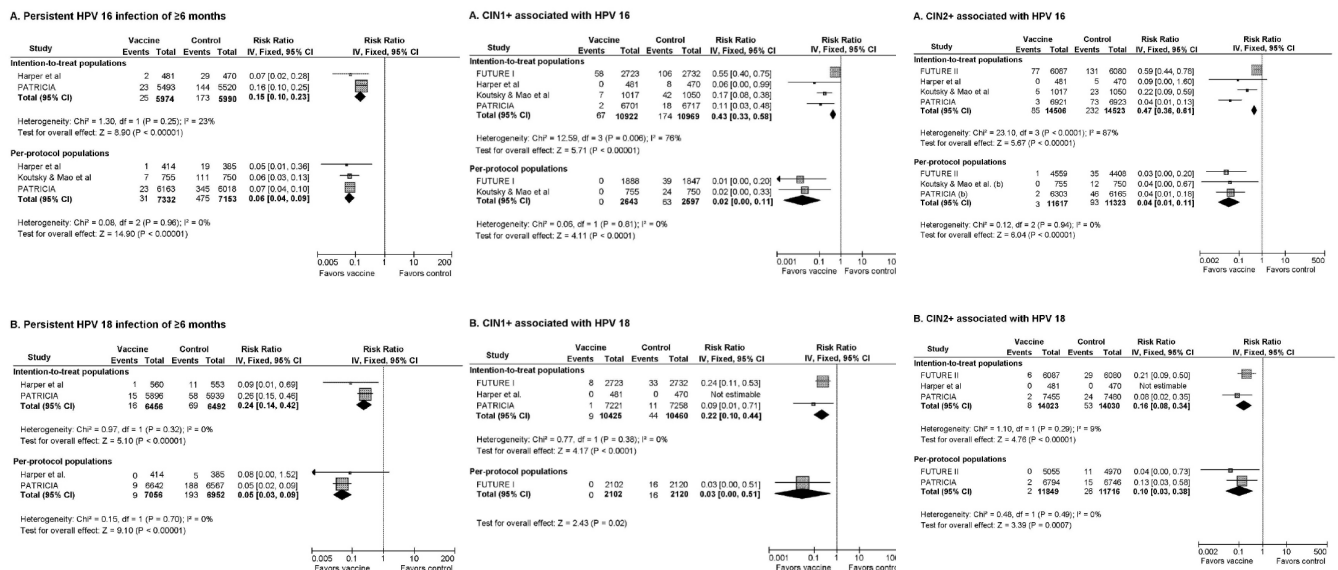 A. Persistent HPV 16 infection of ≥6 months
Vaccine Control Risk Ratio Risk Ratio
Study Events Total Events Total IV, Fixed, 95% CI IV, Fixed, 95% CI
Intention-to-treat populations
Harper et al 2 481 29 470 0.07 [0.02, 0.28]
PATRICIA 23 5493 144 5520 0.16 [0.10, 0.25]
Total (95% CI) 25 5974 173 5990 0.15 [0.10, 0.23]
Heterogeneity: Chi² = 1.30, df = 1 (P = 0.25); I² = 23%
Test for overall effect: Z = 8.90 (P < 0.00001)
Per-protocol populations
Harper et al 1 414 19 385 0.05 [0.01, 0.36]
Koutsky & Mao et al 7 755 111 750 0.06 [0.03, 0.13]
PATRICIA 23 6163 345 6018 0.07 [0.04, 0.10]
Total (95% CI) 31 7332 475 7153 0.06 [0.04, 0.09]
Heterogeneity: Chi² = 0.08, df = 2 (P = 0.96); I² = 0%
Test for overall effect: Z = 14.90 (P < 0.00001)
0.005 0.1 1 10 200
Favors vaccine Favors control
A. CIN1+ associated with HPV 16
Vaccine Control Risk Ratio Risk Ratio
Study Events Total Events Total IV, Fixed, 95% CI IV, Fixed, 95% CI
Intention-to-treat populations
FUTURE I 58 2723 106 2732 0.55 [0.40, 0.75]
Harper et al 0 481 8 470 0.06 [0.00, 0.99]
Koutsky & Mao et al 7 1017 42 1050 0.17 [0.08, 0.38]
PATRICIA 2 6701 18 6717 0.11 [0.03, 0.48]
Total (95% CI) 67 10922 174 10969 0.43 [0.33, 0.58]
Heterogeneity: Chi² = 12.59, df = 3 (P = 0.006); I² = 76%
Test for overall effect: Z = 5.71 (P < 0.00001)
Per-protocol populations
FUTURE I 0 1888 39 1847 0.01 [0.00, 0.20]
Koutsky & Mao et al 0 755 24 750 0.02 [0.00, 0.33]
Total (95% CI) 0 2643 63 2597 0.02 [0.00, 0.11]
Heterogeneity: Chi² = 0.06, df = 1 (P = 0.81); I² = 0%
Test for overall effect: Z = 4.11 (P < 0.0001)
0.001 0.1 1 10 1000
Favors vaccine Favors control
A. CIN2+ associated with HPV 16
Vaccine Control Risk Ratio Risk Ratio
Study Events Total Events Total IV, Fixed, 95% CI IV, Fixed, 95% CI
Intention-to-treat populations
FUTURE II 77 6087 131 6080 0.59 [0.44, 0.78]
Harper et al 0 481 5 470 0.09 [0.00, 1.60]
Koutsky & Mao et al 5 1017 23 1050 0.22 [0.09, 0.59]
PATRICIA 3 6921 73 6923 0.04 [0.01, 0.13]
Total (95% CI) 85 14506 232 14523 0.47 [0.36, 0.61]
Heterogeneity: Chi² = 23.10, df = 3 (P < 0.0001); I² = 87%
Test for overall effect: Z = 5.67 (P < 0.00001)
Per-protocol populations
FUTURE II 1 4559 35 4408 0.03 [0.00, 0.20]
Koutsky & Mao et al. (b) 0 755 12 750 0.04 [0.00, 0.67]
PATRICIA (b) 2 6303 46 6165 0.04 [0.01, 0.18]
Total (95% CI) 3 11617 93 11323 0.04 [0.01, 0.11]
Heterogeneity: Chi² = 0.12, df = 2 (P = 0.94); I² = 0%
Test for overall effect: Z = 6.04 (P < 0.00001)
0.002 0.1 1 10 500
Favors vaccine Favors control
B. Persistent HPV 18 infection of ≥6 months
Vaccine Control Risk Ratio Risk Ratio
Study Events Total Events Total IV, Fixed, 95% CI IV, Fixed, 95% CI
Intention-to-treat populations
Harper et al 1 560 11 553 0.09 [0.01, 0.69]
PATRICIA 15 5896 58 5939 0.26 [0.15, 0.46]
Total (95% CI) 16 6456 69 6492 0.24 [0.14, 0.42]
Heterogeneity: Chi² = 0.97, df = 1 (P = 0.32); I² = 0%
Test for overall effect: Z = 5.10 (P < 0.00001)
Per-protocol populations
Harper et al. 0 414 5 385 0.08 [0.00, 1.52]
PATRICIA 9 6642 188 6567 0.05 [0.02, 0.09]
Total (95% CI) 9 7056 193 6952 0.05 [0.03, 0.09]
Heterogeneity: Chi² = 0.15, df = 1 (P = 0.70); I² = 0%
Test for overall effect: Z = 9.10 (P < 0.00001)
0.005 0.1 1 10 200
Favors vaccine Favors control
B. CIN1+ associated with HPV 18
Vaccine Control Risk Ratio Risk Ratio
Study Events Total Events Total IV, Fixed, 95% CI IV, Fixed, 95% CI
Intention-to-treat populations
FUTURE I 8 2723 33 2732 0.24 [0.11, 0.53]
Harper et al. 0 481 0 470 Not estimable
PATRICIA 1 7221 11 7258 0.09 [0.01, 0.71]
Total (95% CI) 9 10425 44 10460 0.22 [0.10, 0.44]
Heterogeneity: Chi² = 0.77, df = 1 (P = 0.38); I² = 0%
Test for overall effect: Z = 4.17 (P < 0.0001)
Per-protocol populations
FUTURE I 0 2102 16 2120 0.03 [0.00, 0.51]
Total (95% CI) 0 2102 16 2120 0.03 [0.00, 0.51]
Test for overall effect: Z = 2.43 (P = 0.02)
0.001 0.1 1 10 1000
Favors vaccine Favors control
B. CIN2+ associated with HPV 18
Vaccine Control Risk Ratio Risk Ratio
Study Events Total Events Total IV, Fixed, 95% CI IV, Fixed, 95% CI
Intention-to-treat populations
FUTURE II 6 6087 29 6080 0.21 [0.09, 0.50]
Harper et al 0 481 0 470 Not estimable
PATRICIA 2 7455 24 7480 0.08 [0.02, 0.35]
Total (95% CI) 8 14023 53 14030 0.16 [0.08, 0.34]
Heterogeneity: Chi² = 1.10, df = 1 (P = 0.29); I² = 9%
Test for overall effect: Z = 4.76 (P < 0.00001)
Per-protocol populations
FUTURE II 0 5055 11 4970 0.04 [0.00, 0.73]
PATRICIA 2 6794 15 6746 0.13 [0.03, 0.58]
Total (95% CI) 2 11849 26 11716 0.10 [0.03, 0.38]
Heterogeneity: Chi² = 0.48, df = 1 (P = 0.49); I² = 0%
Test for overall effect: Z = 3.39 (P = 0.0007)
0.002 0.1 1 10 500
Favors vaccine Favors control